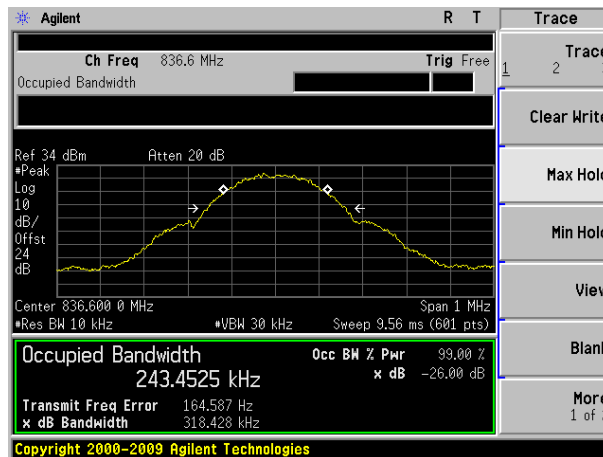 Agilent R T Trace
Ch Freq 836.6 MHz Trig Free
Occupied Bandwidth
Trace
1 2
Clear Write
Max Hold
Min Hold
View
Blank
More
1 of
Ref 34 dBm Atten 20 dB
#Peak
Log
10
dB/
Offst
24
dB
Center 836.600 0 MHz Span 1 MHz
#Res BW 10 kHz #VBW 30 kHz Sweep 9.56 ms (601 pts)
Occupied Bandwidth Occ BW % Pwr 99.00 %
243.4525 kHz x dB -26.00 dB
Transmit Freq Error 164.587 Hz
x dB Bandwidth 318.428 kHz
Copyright 2000-2009 Agilent Technologies